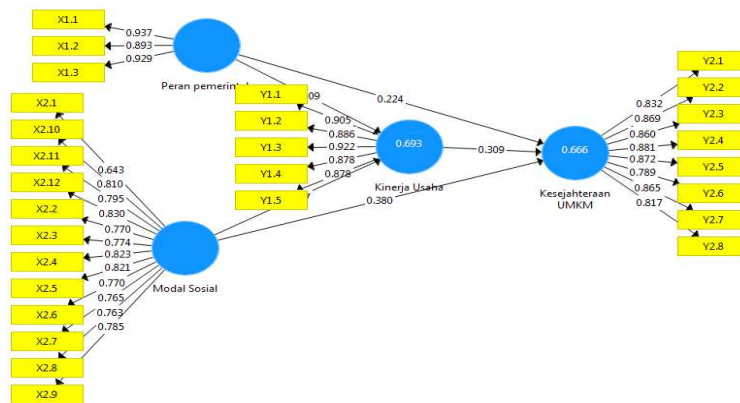 X1.1
X1.2
X1.3
0.937
0.893
0.929
Peran
X2.1
X2.10
X2.11
X2.12
X2.2
X2.3
X2.4
X2.5
X2.6
X2.7
X2.8
X2.9
0.643
0.810
0.795
0.830
0.770
0.774
0.823
0.821
0.770
0.765
0.763
0.785
Modal Sosial
Y1.1
Y1.2
Y1.3
Y1.4
Y1.5
0.905
0.886
0.922
0.878
0.878
0.693
Kinerja Usaha
0.224
0.309
0.380
0.666
Kesejahteraan
UMKM
0.832
0.869
0.860
0.881
0.872
0.789
0.865
0.817
Y2.1
Y2.2
Y2.3
Y2.4
Y2.5
Y2.6
Y2.7
Y2.8